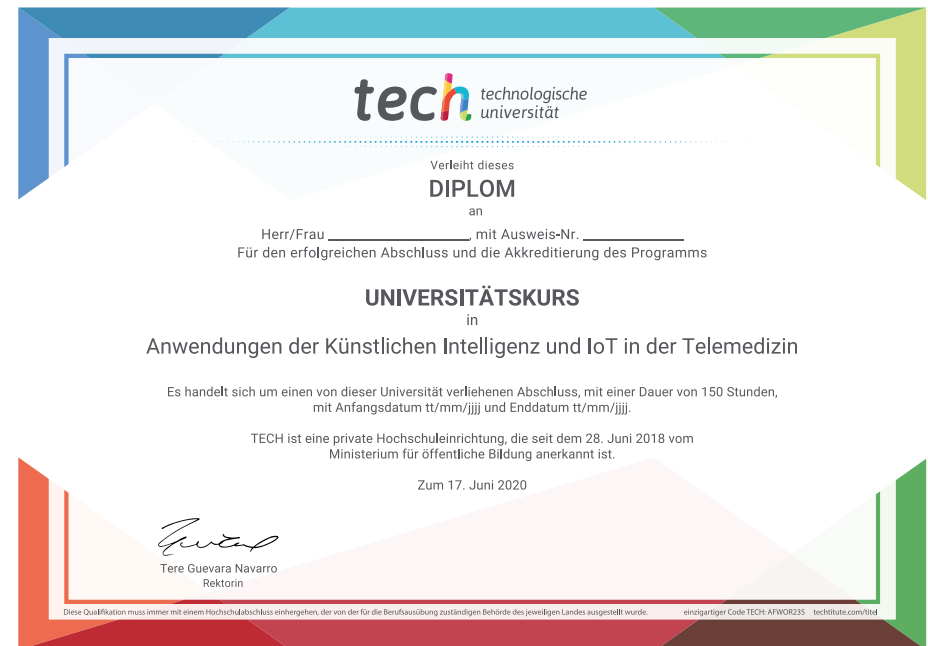 tech technologische
universität
Verleiht dieses
DIPLOM
an
Herr/Frau ____________________, mit Ausweis-Nr. ______________
Für den erfolgreichen Abschluss und die Akkreditierung des Programms
UNIVERSITÄTSKURS
in
Anwendungen der Künstlichen Intelligenz und IoT in der Telemedizin
Es handelt sich um einen von dieser Universität verliehenen Abschluss, mit einer Dauer von 150 Stunden,
mit Anfangsdatum tt/mm/jjjj und Enddatum tt/mm/jjjj.
TECH ist eine private Hochschuleinrichtung, die seit dem 28. Juni 2018 vom
Ministerium für öffentliche Bildung anerkannt ist.
Zum 17. Juni 2020
Tere Guevara Navarro
Rektorin
Diese Qualifikation muss immer mit einem Hochschulabschluss einhergehen, der von der für die Berufsausübung zuständigen Behörde des jeweiligen Landes ausgestellt wurde. einzigartiger Code TECH: AFWOR23S techtitute.com/titel